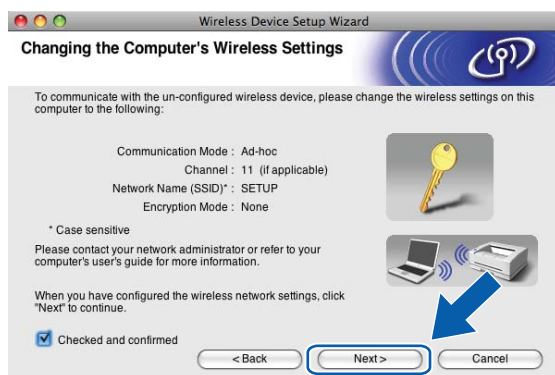 Wireless Device Setup Wizard
Changing the Computer's Wireless Settings
To communicate with the un-configured wireless device, please change the wireless settings on this
computer to the following:
Communication Mode : Ad-hoc
Channel : 11 (if applicable)
Network Name (SSID)* : SETUP
Encryption Mode : None
* Case sensitive
Please contact your network administrator or refer to your
computer's user's guide for more information.
When you have configured the wireless network settings, click
"Next" to continue.
Checked and confirmed
< Back Next > Cancel